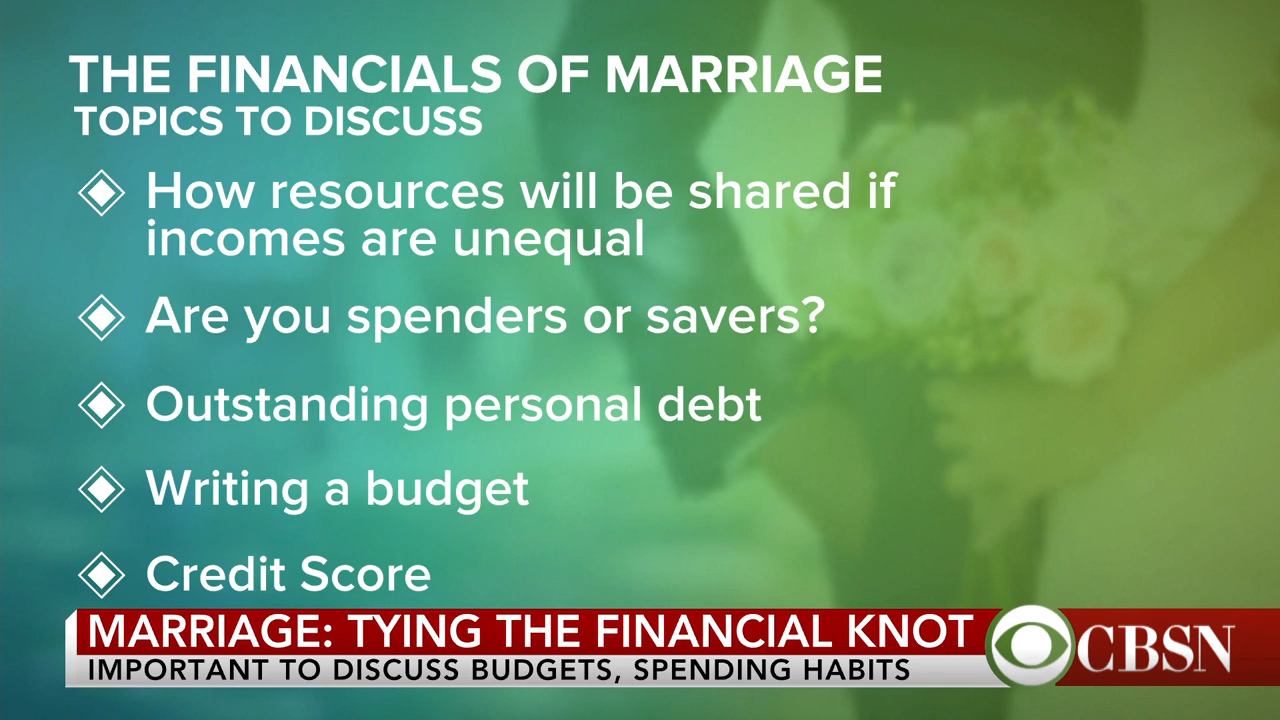 THE FINANCIALS OF MARRIAGE
TOPICS TO DISCUSS
How resources will be shared if
incomes are unequal
Are you spenders or savers?
Outstanding personal debt
Writing a budget
Credit Score
MARRIAGE: TYING THE FINANCIAL KNOT
IMPORTANT TO DISCUSS BUDGETS, SPENDING HABITS
CBSN